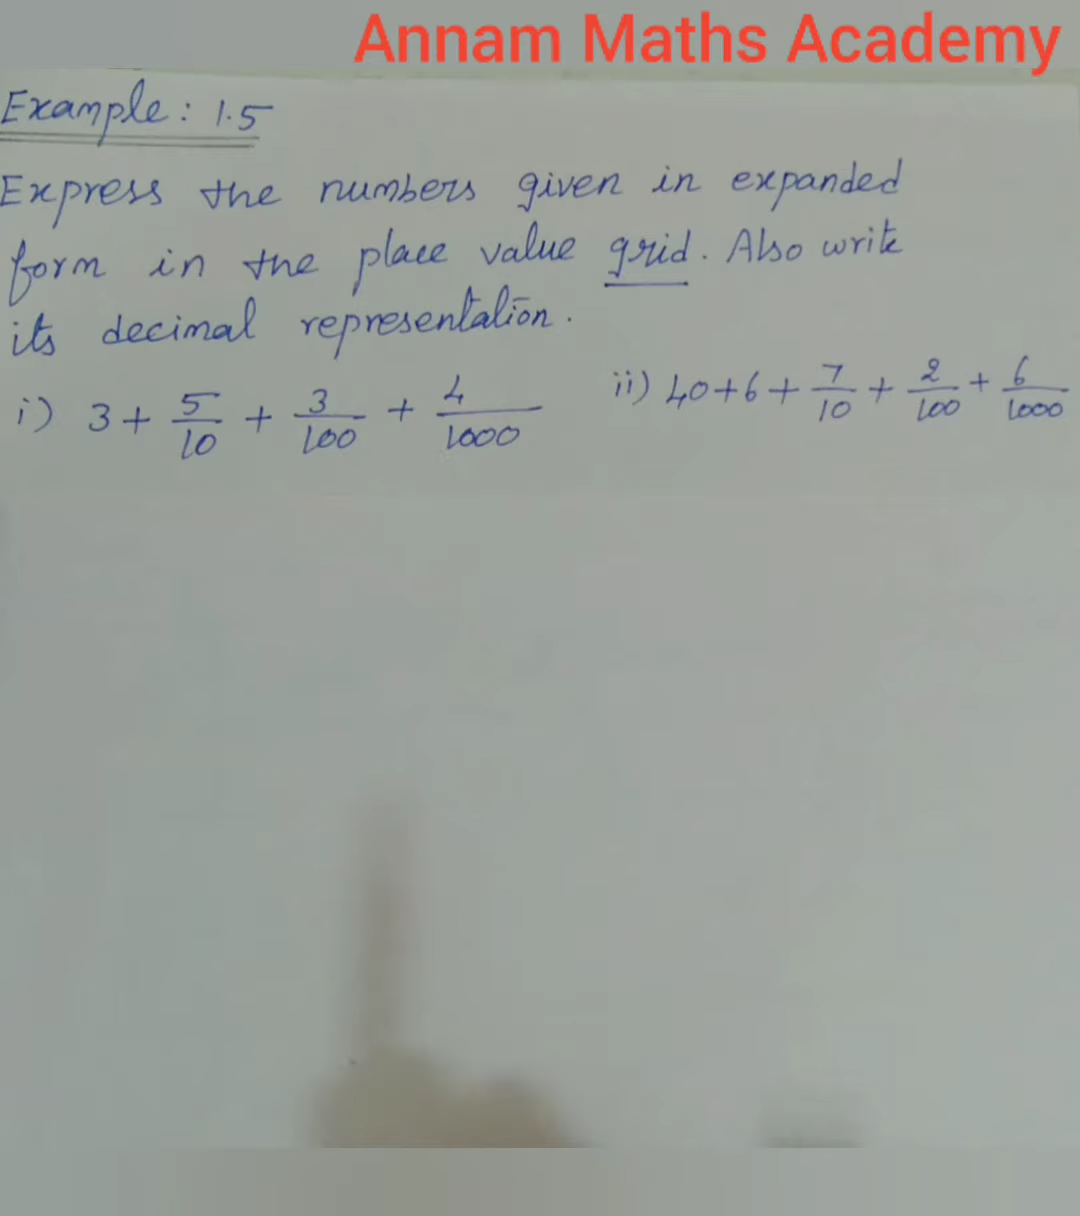 Annam Maths Academy
Example: 1.5
Express the numbers given in expanded
form in the place value grid. Also write
its decimal representation.
i) 3 + 5/10 + 3/100 + 4/1000 ii) 40+6+ 7/10 + 2/100 + 6/1000